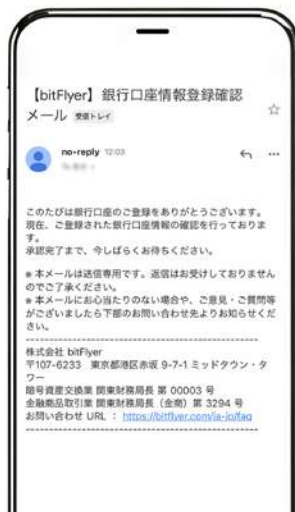 【bitFlyer】銀行口座情報登録確認
メール 受信トレイ
no-reply 12:03
このたびは銀行口座のご登録をありがとうございます。
現在、ご登録された銀行口座情報の確認を行っておりま
す。
承認完了まで、今しばらくお待ちください。
※ 本メールは送信専用です。返信はお受けしておりません
のでご了承ください。
※ 本メールにお心当たりのない場合や、ご意見・ご質問等
がございましたら下部のお問い合わせ先よりお知らせくだ
さい。
株式会社 bitFlyer
〒107-6233 東京都港区赤坂 9-7-1 ミッドタウン・タ
ワー
暗号資産交換業 関東財務局長 第 00003 号
金融商品取引業 関東財務局長（金商）第 3294 号
お問い合わせ URL ： https://bitflyer.com/ja-jp/faq